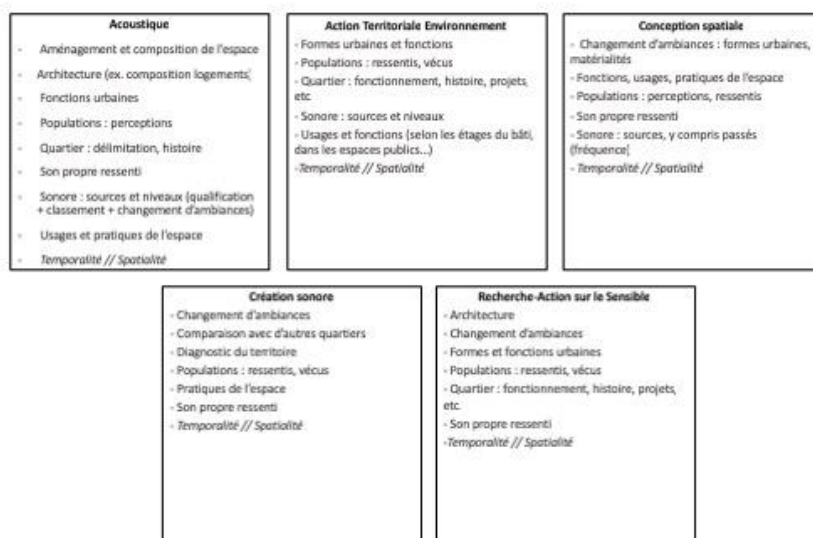 Acoustique
- Aménagement et composition de l'espace
- Architecture (ex. composition logements)
- Fonctions urbaines
- Populations : perceptions
- Quartier : délimitation, histoire
- Son propre ressenti
- Sonore : sources et niveaux (qualification
+ classement + changement d'ambiances)
- Usages et pratiques de l'espace
- Temporalité // Spatialité
Action Territoriale Environnement
- Formes urbaines et fonctions
- Populations : ressentis, vécus
- Quartier : fonctionnement, histoire, projets,
etc
- Sonore : sources et niveaux
- Usages et fonctions (selon les étages du bâti,
dans les espaces publics...)
-Temporalité // Spatialité
Conception spatiale
- Changement d'ambiances : formes urbaines,
matérialités
- Fonctions, usages, pratiques de l'espace
- Populations : perceptions, ressentis
- Son propre ressenti
- Sonore : sources, y compris passés
(fréquence)
- Temporalité // Spatialité
Création sonore
- Changement d'ambiances
- Comparaison avec d'autres quartiers
- Diagnostic du territoire
- Populations : ressentis, vécus
- Pratiques de l'espace
- Son propre ressenti
- Temporalité // Spatialité
Recherche-Action sur le Sensible
- Architecture
- Changement d'ambiances
- Formes et fonctions urbaines
- Populations : ressentis, vécus
- Quartier : fonctionnement, histoire, projets,
etc.
- Son propre ressenti
-Temporalité // Spatialité